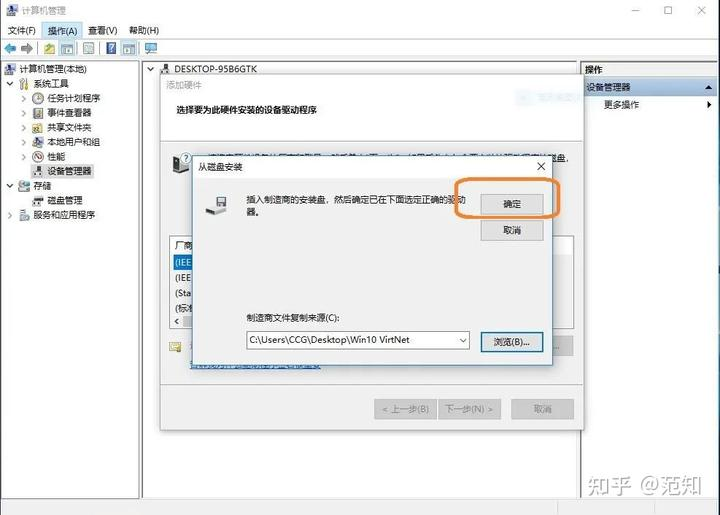 计算机管理
文件(F) 操作(A) 查看(V) 帮助(H)
计算机管理(本地)
系统工具
任务计划程序
事件查看器
共享文件夹
本地用户和组
性能
设备管理器
存储
磁盘管理
服务和应用程序
DESKTOP-95B6GTK
添加硬件
选择要为此硬件安装的设备驱动程序
从磁盘安装
插入制造商的安装盘，然后确定已在下面选定正确的驱动
器。
确定
取消
厂商
(IEE
(IEE
(Sta
(标准
制造商文件复制来源(C):
C:\Users\CCG\Desktop\Win10 VirtNet
浏览(B)...
< 上一步(B)
下一步(N) >
取消
操作
设备管理器
更多操作
知乎 @范知